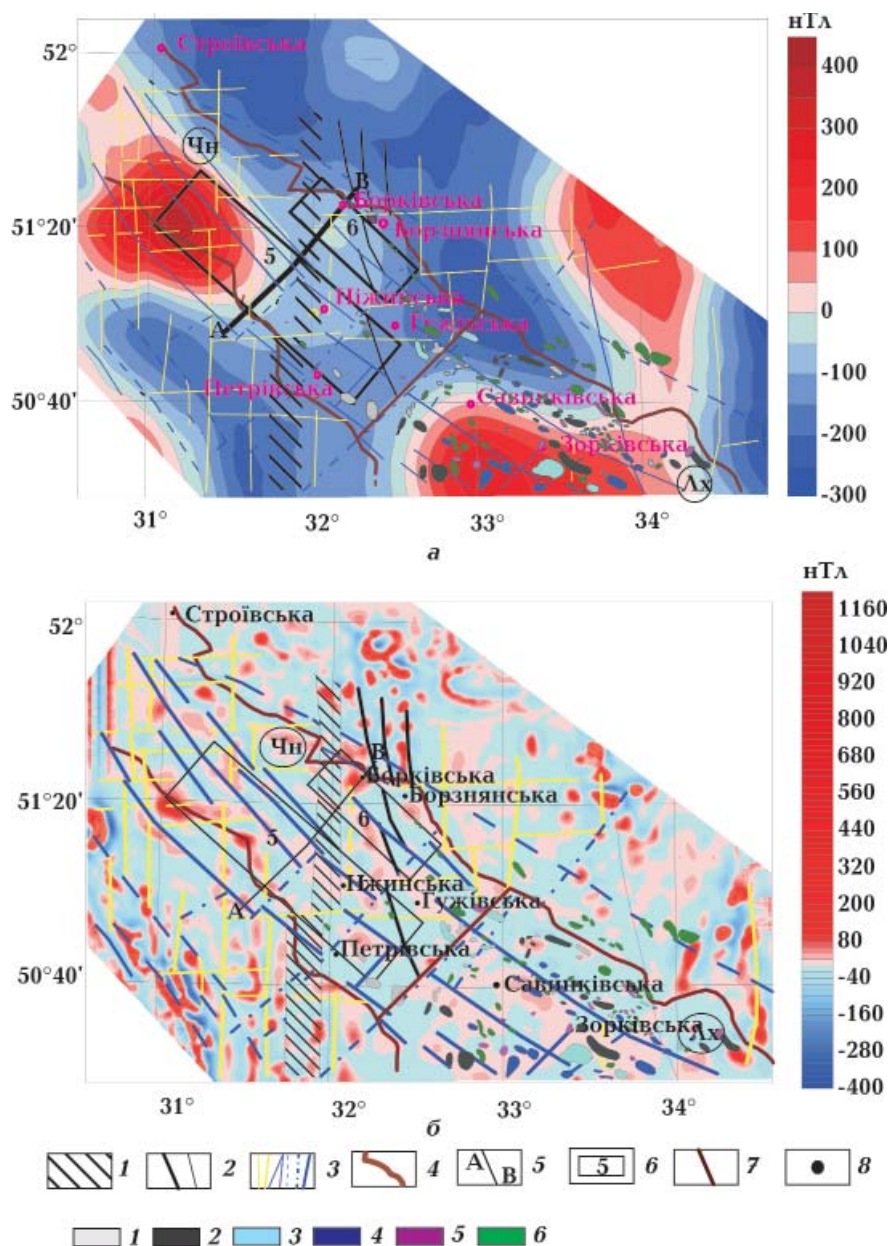 нТл
52°
Строївська
400
Чн
300
200
В
Борківська
51°20'
6
Борзнянська
5
100
Ніжинська
0
А
Гужівська
Петрівська
-100
50°40'
Савинківська
Зорківська
-200
Лх
-300
31°
32°
33°
34°
а
нТл
52°
Строївська
1160
1040
920
800
Чн
В
680
Борківська
51°20'
Борзнянська
560
5
6
440
Нжинська
320
А
Гужівська
200
Петрівська
80
50°40'
Савинківська
-40
Зорківська
Лх
-160
-280
-400
31°
32°
33°
34°
б
1
2
3
4
А
В
5
5
6
7
8
1
2
3
4
5
6